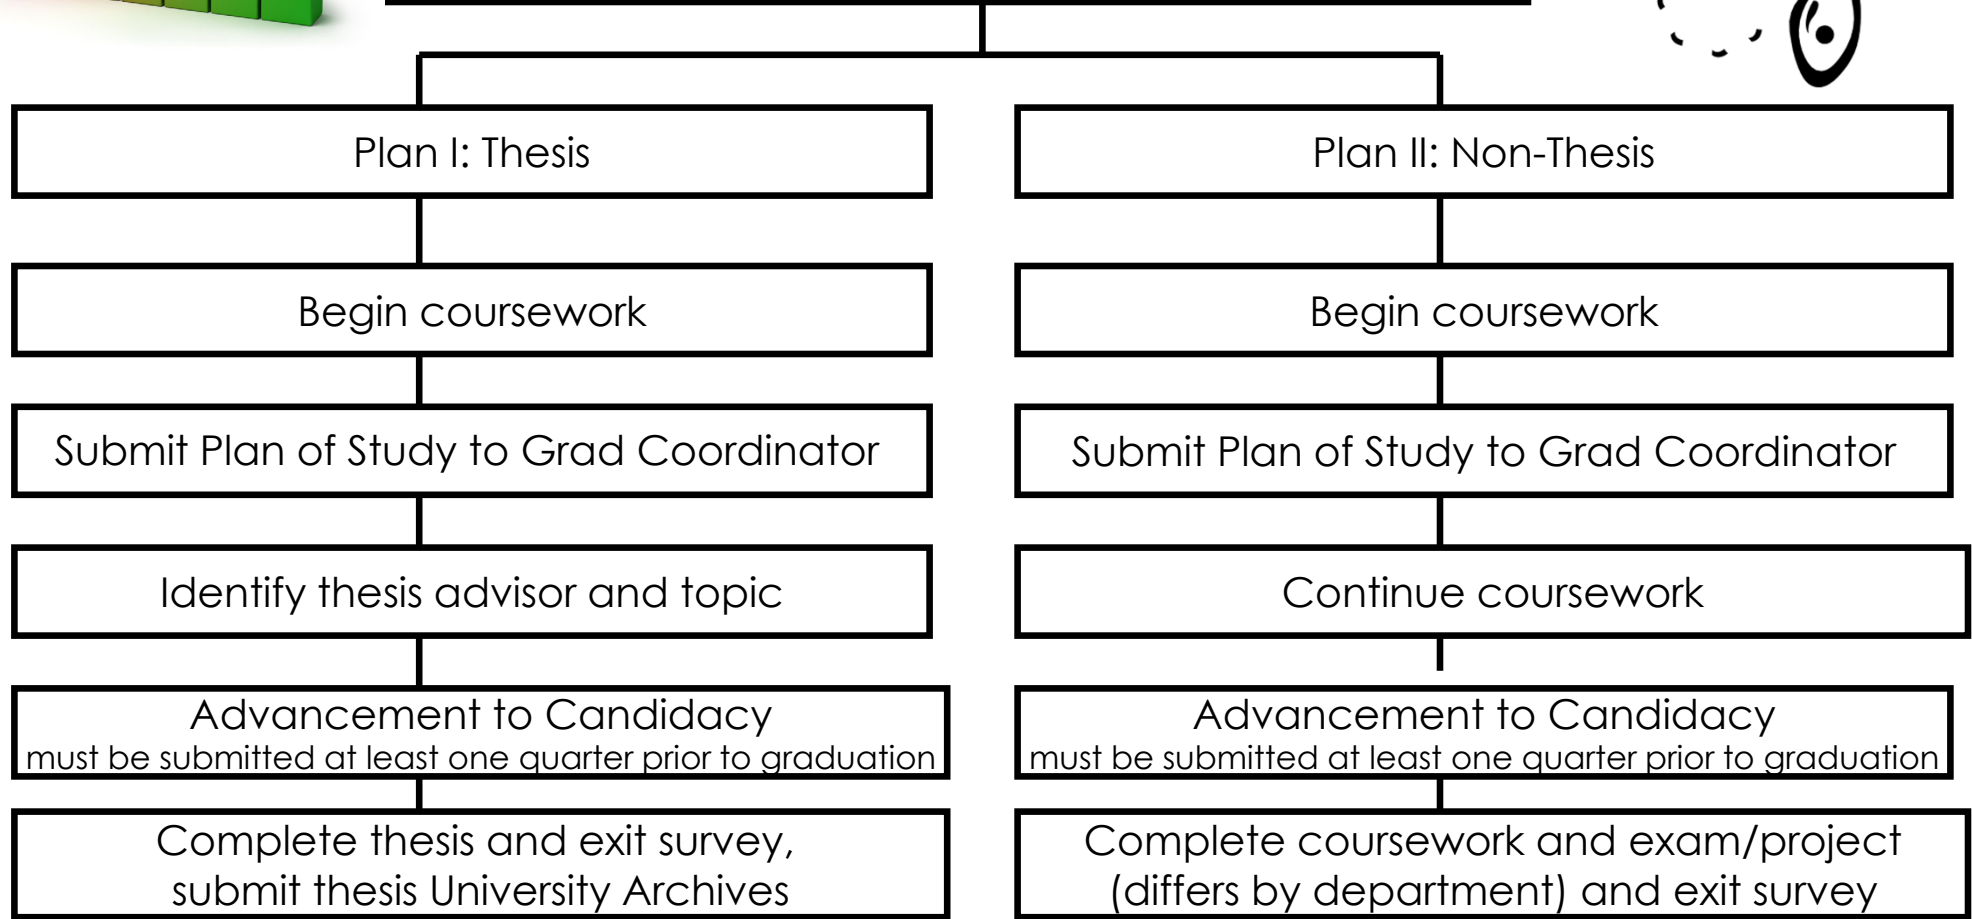 Plan I: Thesis
Plan II: Non-Thesis
Begin coursework
Begin coursework
Submit Plan of Study to Grad Coordinator
Submit Plan of Study to Grad Coordinator
Identify thesis advisor and topic
Continue coursework
Advancement to Candidacy
must be submitted at least one quarter prior to graduation
Advancement to Candidacy
must be submitted at least one quarter prior to graduation
Complete thesis and exit survey,
submit thesis University Archives
Complete coursework and exam/project
(differs by department) and exit survey